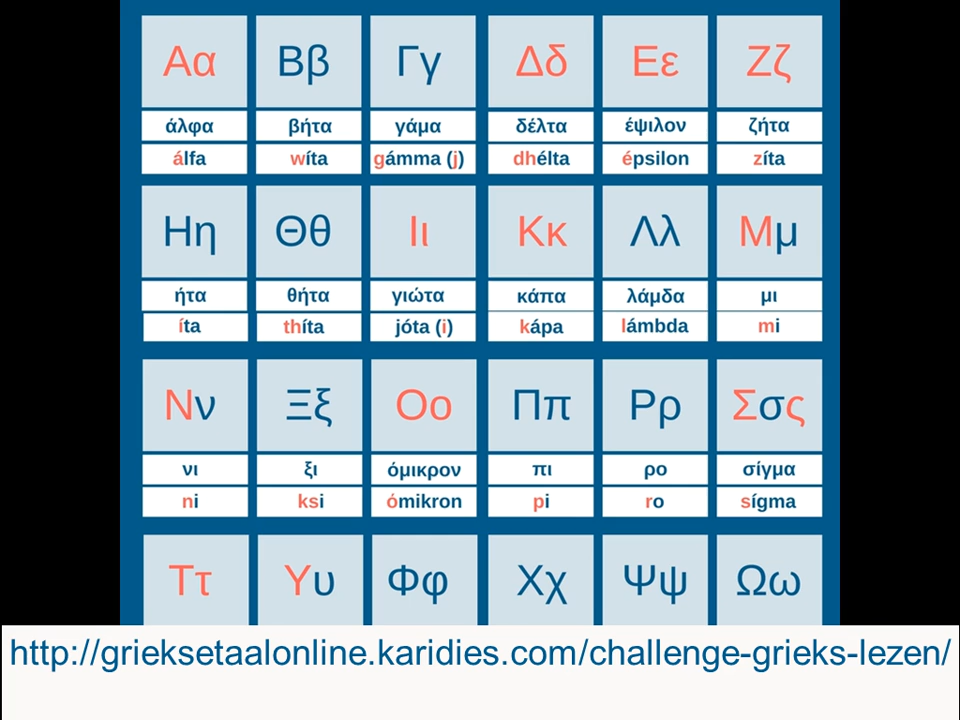 Αα Ββ Γγ Δδ Εε Ζζ
άλφα βήτα γάμα δέλτα έψιλον ζήτα
álfa wíta gámma (j) dhélta épsilon zíta
Ηη Θθ Ιι Κκ Λλ Μμ
ήτα θήτα γιώτα κάπα λάμδα μι
íta thíta jóta (i) kápa lámbda mi
Νν Ξξ Οο Ππ Ρρ Σσς
νι ξι όμικρον πι ρο σίγμα
ni ksi ómikron pi ro sígma
Ττ Υυ Φφ Χχ Ψψ Ωω
http://grieksetaalonline.karidies.com/challenge-grieks-lezen/